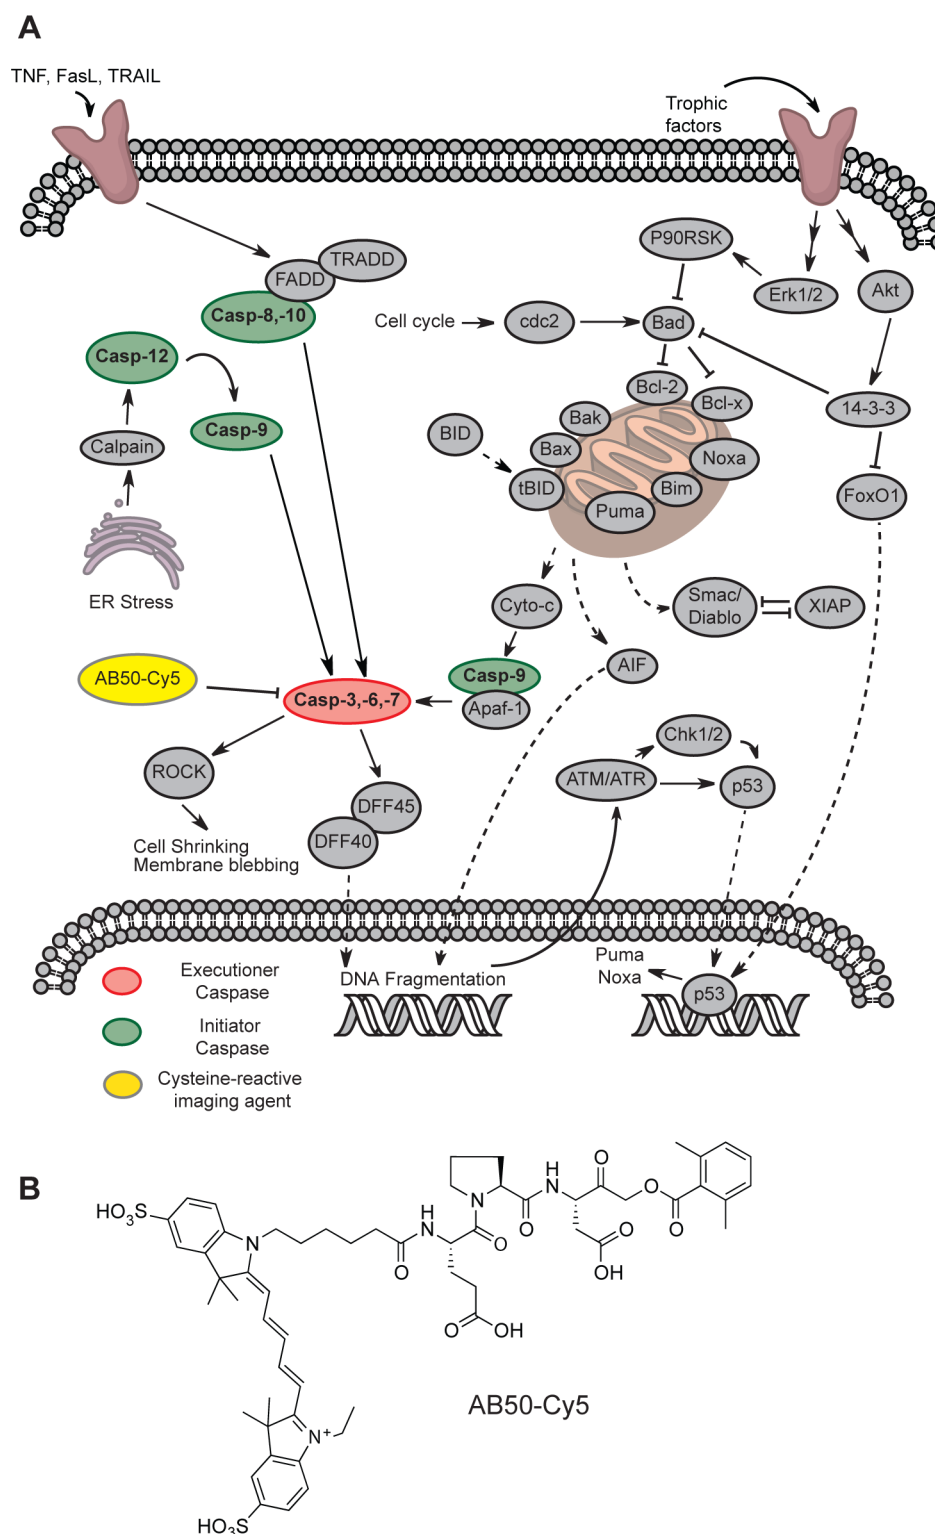 A
TNF, FasL, TRAIL
Trophic
factors
P90RSK
TRADD
FADD
Erk1/2
Akt
Casp-8,-10
Cell cycle
cdc2
Bad
Casp-12
Bcl-2
Bcl-x
14-3-3
Casp-9
Bak
BID
Bax
Calpain
Noxa
tBID
Bim
FoxO1
Puma
ER Stress
Cyto-c
Smac/
Diablo
XIAP
AB50-Cy5
Casp-9
AIF
Casp-3,-6,-7
Apaf-1
Chk1/2
ROCK
ATM/ATR
p53
DFF45
DFF40
Cell Shrinking
Membrane blebbing
Puma
Noxa
DNA Fragmentation
p53
Executioner
Caspase
Initiator
Caspase
Cysteine-reactive
imaging agent
B
O
HN
O
O
HO₃S
O
O
HN
N
N
O
O
O
O
OH
O
OH
AB50-Cy5
N⁺
HO₃S